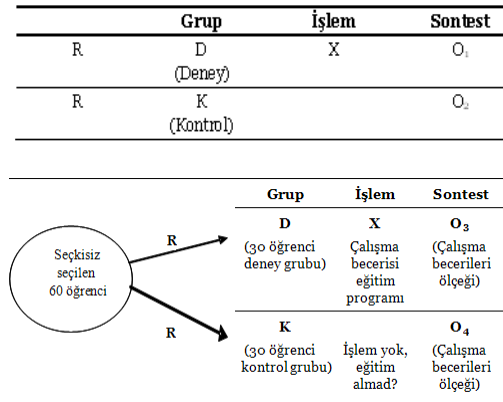 Grup İşlem Sontest
R D X O₁
(Deney)
R K O₂
(Kontrol)
Grup İşlem Sontest
Seçkisiz
seçilen
60 öğrenci
R
D X O₃
(30 öğrenci Çalışma (Çalışma
deney grubu) becerisi becerileri
eğitim ölçeği)
programı
R
K O₄
(30 öğrenci İşlem yok, (Çalışma
kontrol grubu) eğitim becerileri
almad? ölçeği)